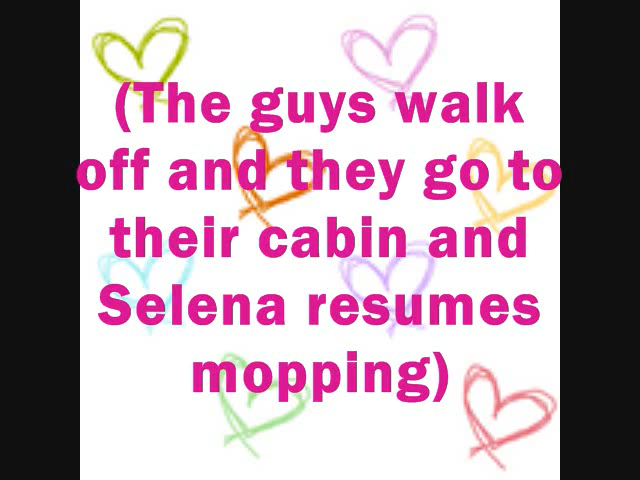 (The guys walk
off and they go to
their cabin and
Selena resumes
mopping)